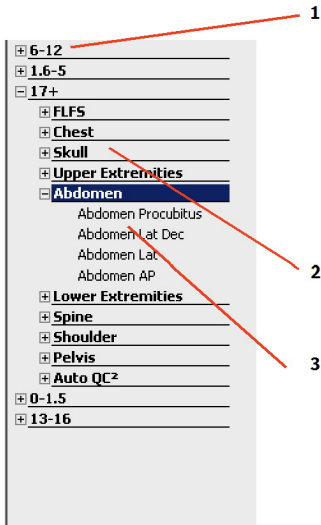 1
6-12
1.6-5
17+
FLFS
Chest
Skull
Upper Extremities
Abdomen
Abdomen Procubitus
Abdomen Lat Dec
Abdomen Lat
2
Abdomen AP
Lower Extremities
Spine
Shoulder
3
Pelvis
Auto QC²
0-1.5
13-16